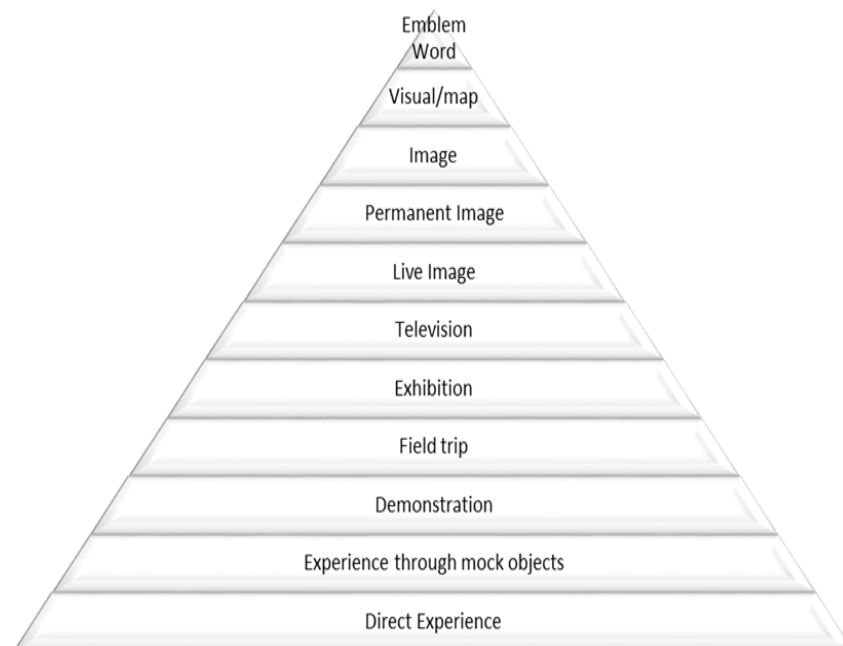 Emblem
Word
Visual/map
Image
Permanent Image
Live Image
Television
Exhibition
Field trip
Demonstration
Experience through mock objects
Direct Experience